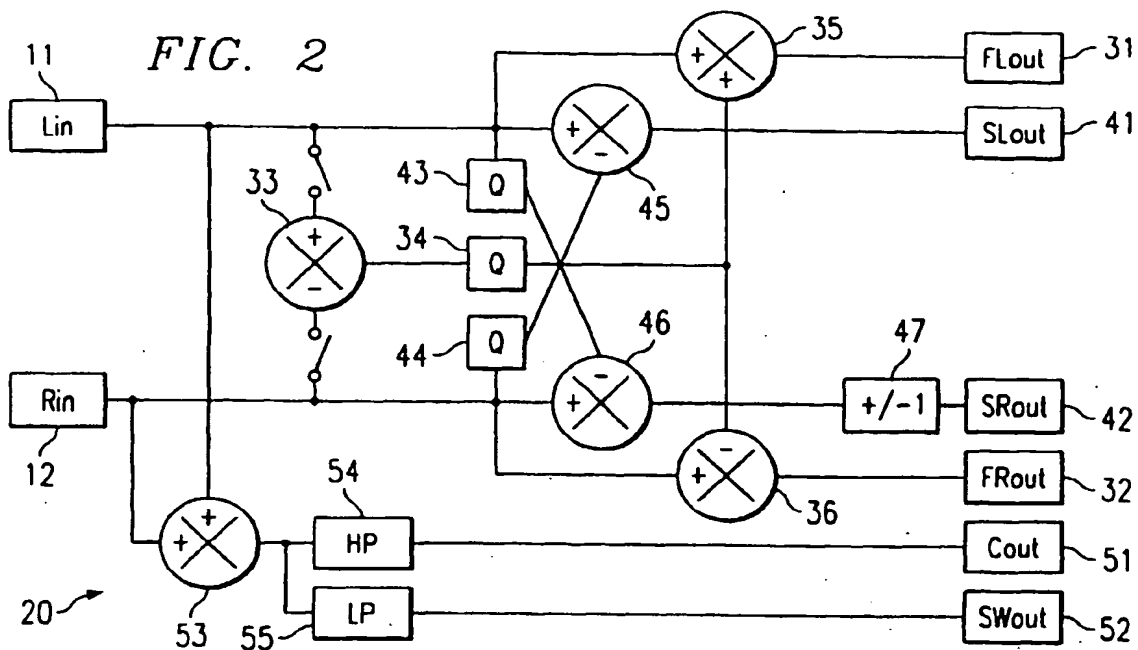 FIG. 2
11
Lin
35
+
+
31
FLout
+
-
45
41
SLout
33
+
-
43
Q
34
Q
44
Q
46
-
+
47
+/-1
SRout
42
Rin
12
-
+
36
FRout
32
54
+
+
53
HP
Cout
51
20
55
LP
SWout
52